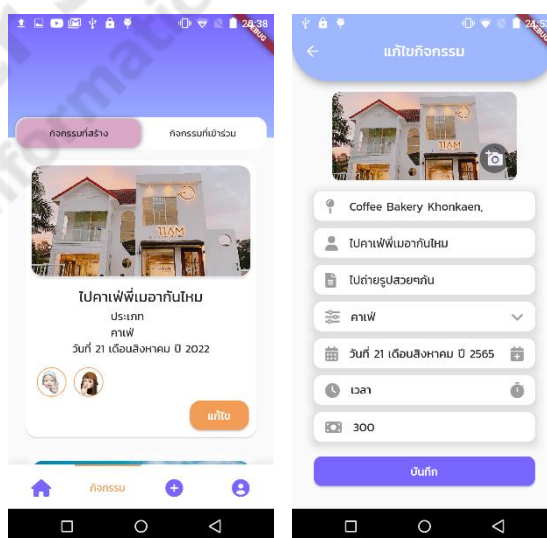 20:38
DEBUG
กิจกรรมที่สร้าง
กิจกรรมที่เข้าร่วม
11AM
ไปคาเฟ่พี่เมอากันไหม
ประเภท
คาเฟ่
วันที่ 21 เดือนสิงหาคม ปี 2022
แก้ไข
กิจกรรม
แก้ไขกิจกรรม
11AM
Coffee Bakery Khonkaen,
ไปคาเฟ่พี่เมอากันไหม
ไปถ่ายรูปสวยๆกัน
คาเฟ่
วันที่ 21 เดือนสิงหาคม ปี 2565
เวลา
300
บันทึก